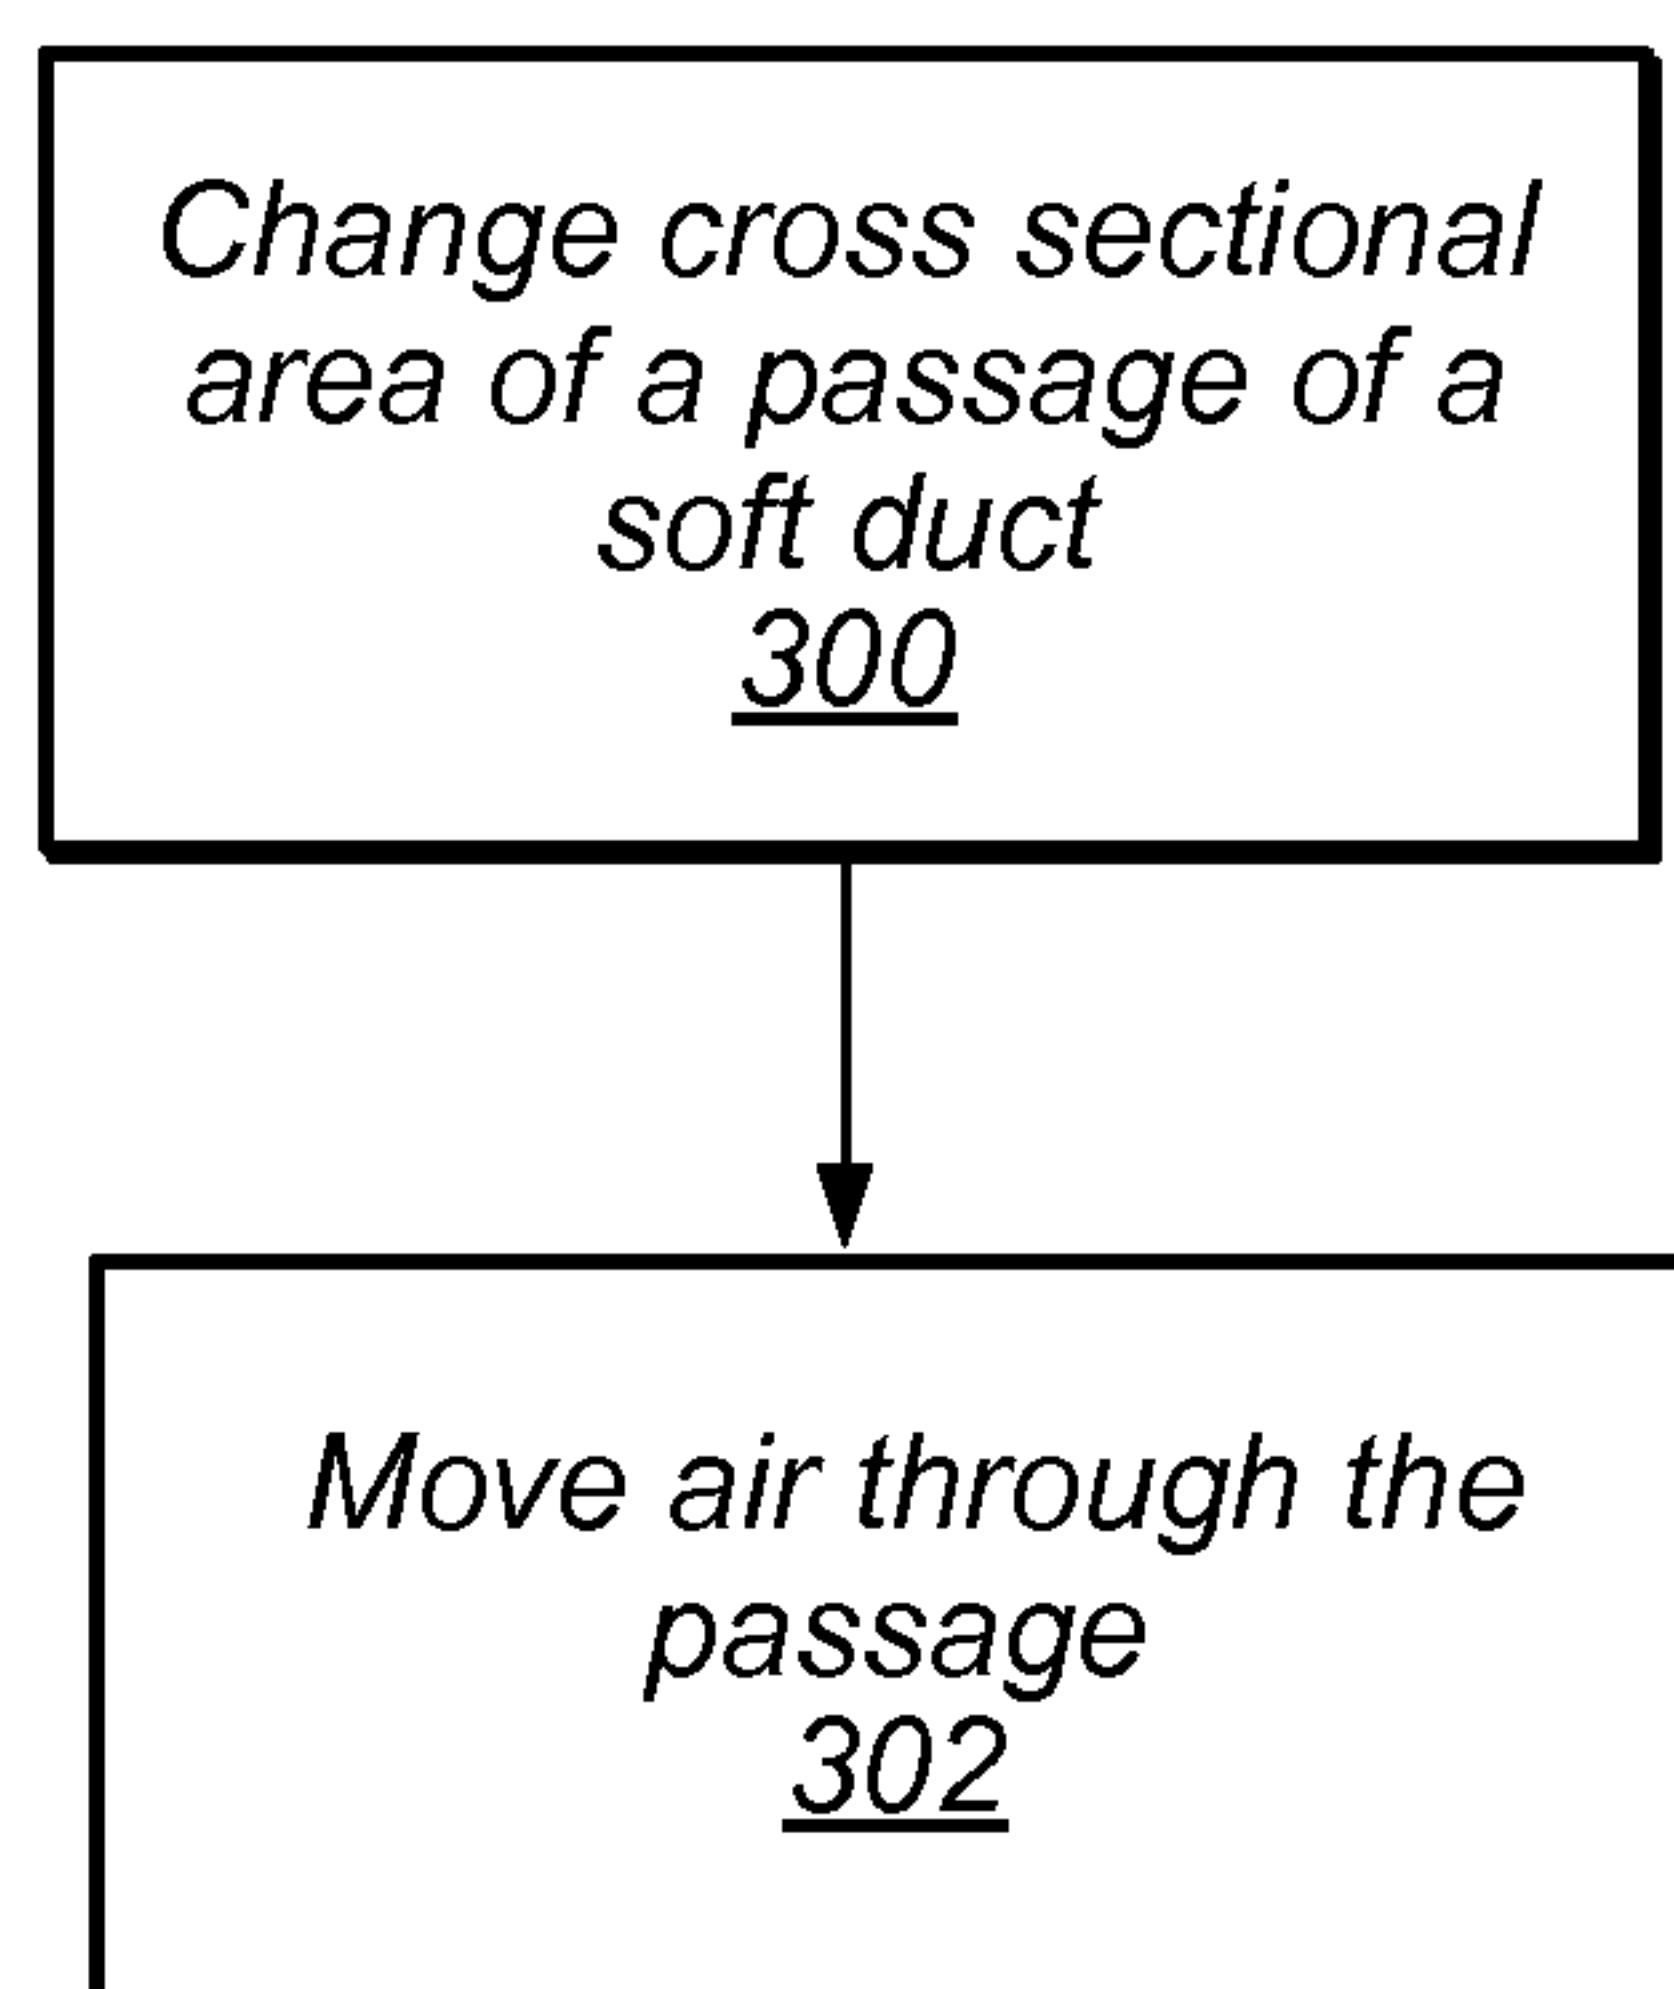 Change cross sectional
area of a passage of a
soft duct
300
Move air through the
passage
302